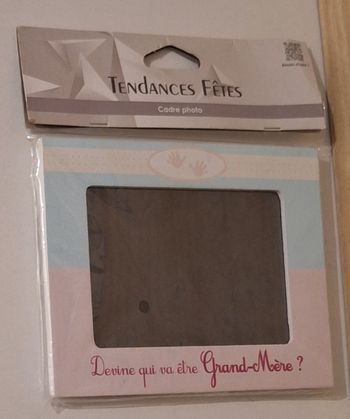 TENDANCES FÊTES
Cadre photo
Devine qui va être Grand-Mère ?